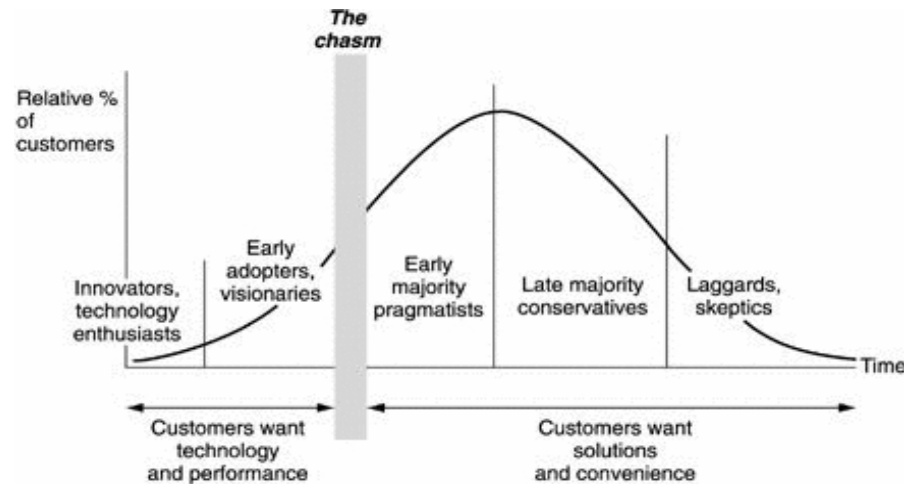 The
chasm
Relative %
of
customers
Innovators,
technology
enthusiasts
Early
adopters,
visionaries
Early
majority
pragmatists
Late majority
conservatives
Laggards,
skeptics
Time
Customers want
technology
and performance
Customers want
solutions
and convenience